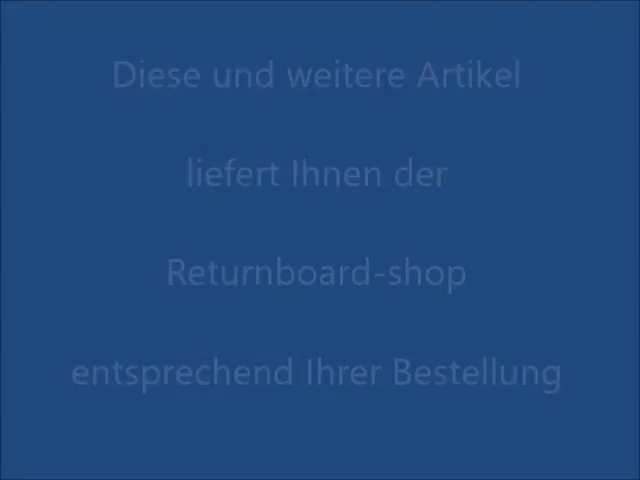 Diese und weitere Artikel
liefert Ihnen der
Returnboard-shop
entsprechend Ihrer Bestellung